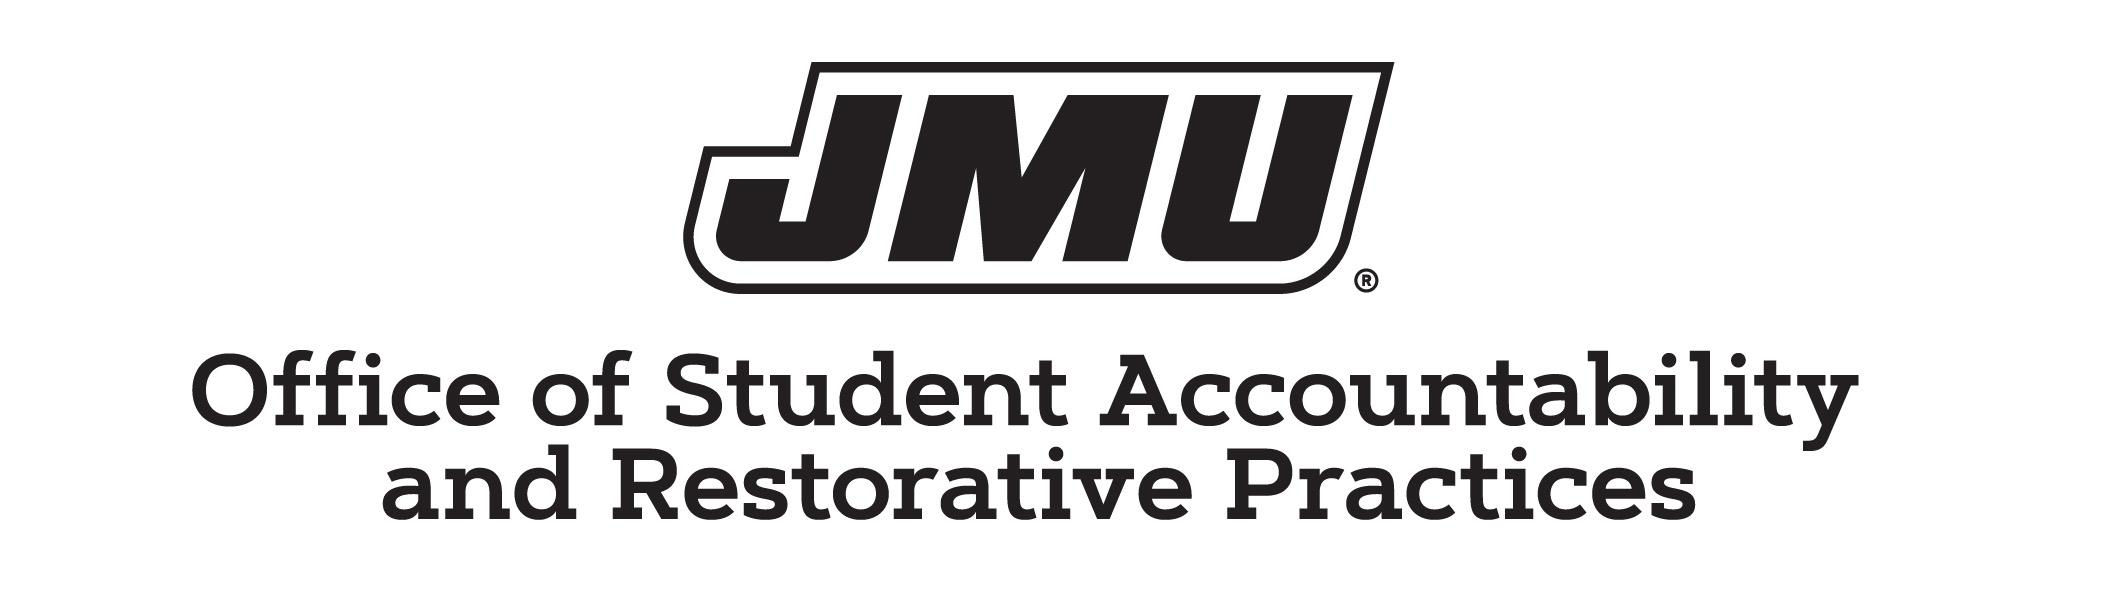 JMU®
Office of Student Accountability
and Restorative Practices